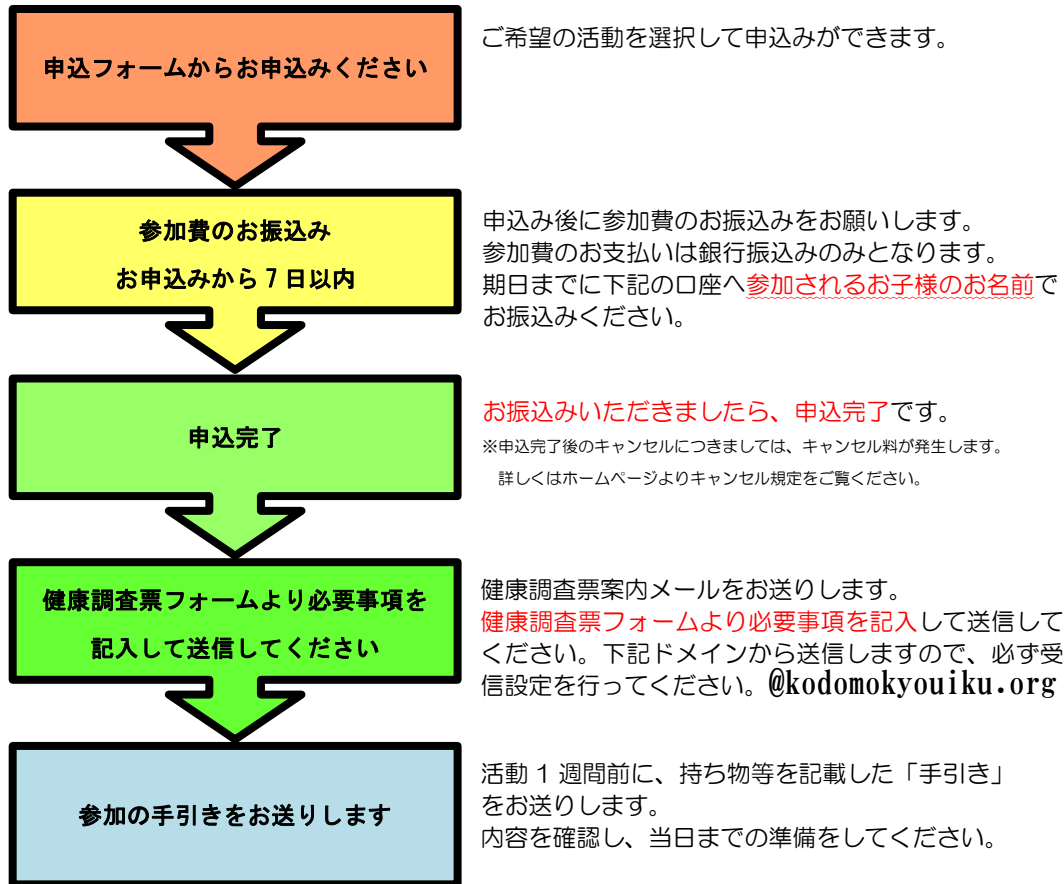 申込フォームからお申込みください
ご希望の活動を選択して申込みができます。
参加費のお振込み
お申込みから７日以内
申込み後に参加費のお振込みをお願いします。
参加費のお支払いは銀行振込みのみとなります。
期日までに下記の口座へ参加されるお子様のお名前で
お振込みください。
申込完了
お振込みいただきましたら、申込完了です。
※申込完了後のキャンセルにつきましては、キャンセル料が発生します。
詳しくはホームページよりキャンセル規定をご覧ください。
健康調査票フォームより必要事項を
記入して送信してください
健康調査票案内メールをお送りします。
健康調査票フォームより必要事項を記入して送信して
ください。下記ドメインから送信しますので、必ず受
信設定を行ってください。@kodomokyouiku.org
参加の手引きをお送りします
活動 1 週間前に、持ち物等を記載した「手引き」
をお送りします。
内容を確認し、当日までの準備をしてください。